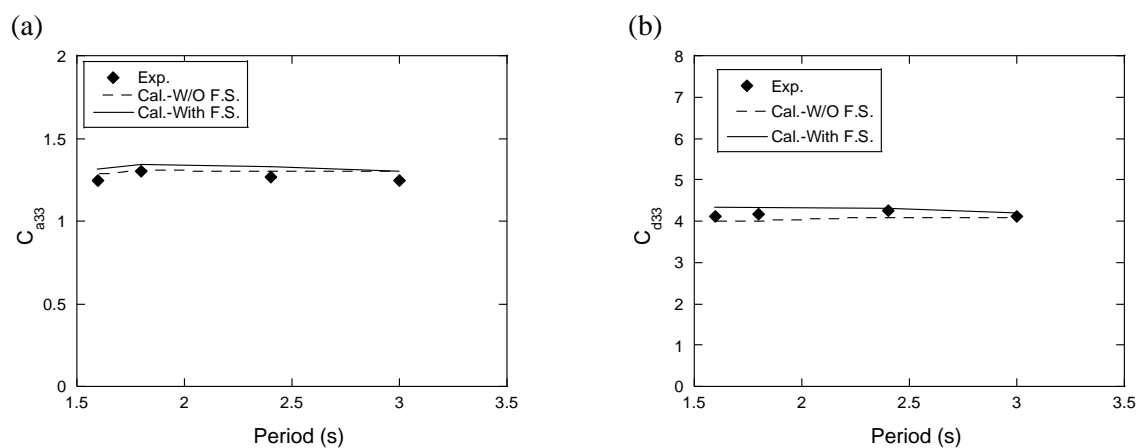 (a)
2
1.5
1
0.5
0
C_a33
Exp.
Cal.-W/O F.S.
Cal.-With F.S.
1.5 2 2.5 3 3.5
Period (s)
(b)
8
7
6
5
4
3
2
1
0
C_d33
Exp.
Cal.-W/O F.S.
Cal.-With F.S.
1.5 2 2.5 3 3.5
Period (s)